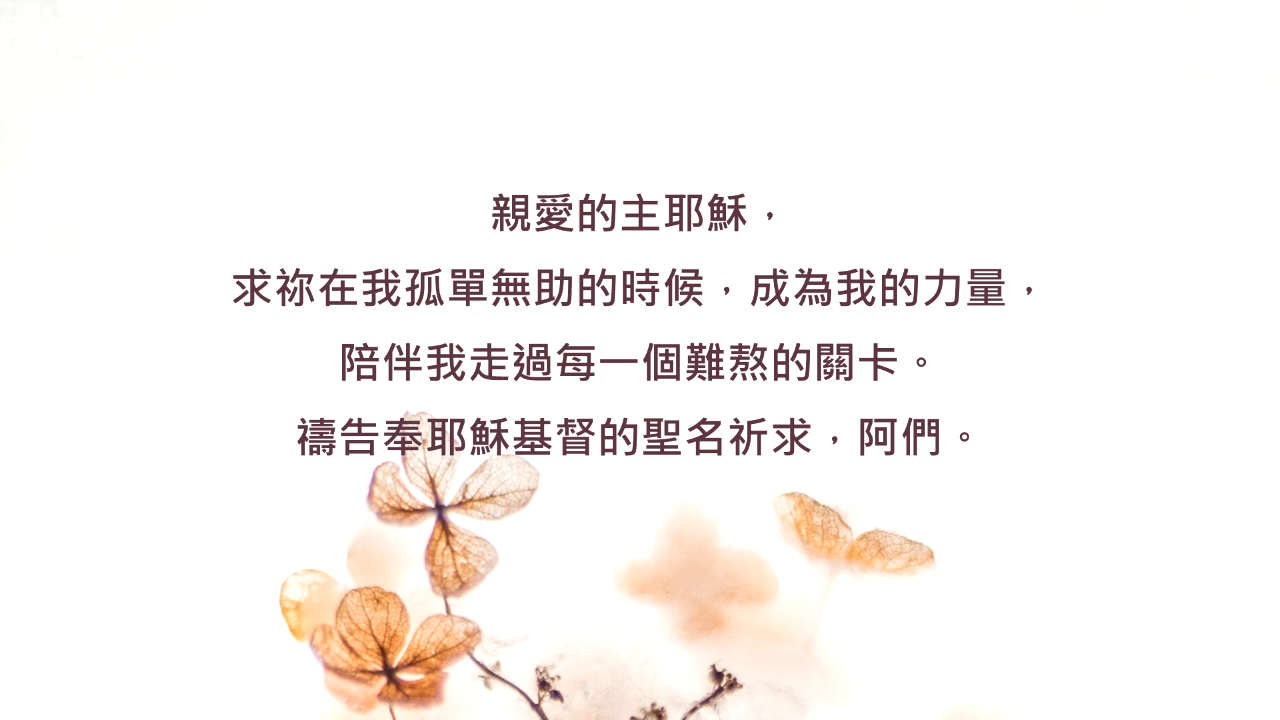 親愛的主耶穌，
求祢在我孤單無助的時候，成為我的力量，
陪伴我走過每一個難熬的關卡。
禱告奉耶穌基督的聖名祈求，阿們。